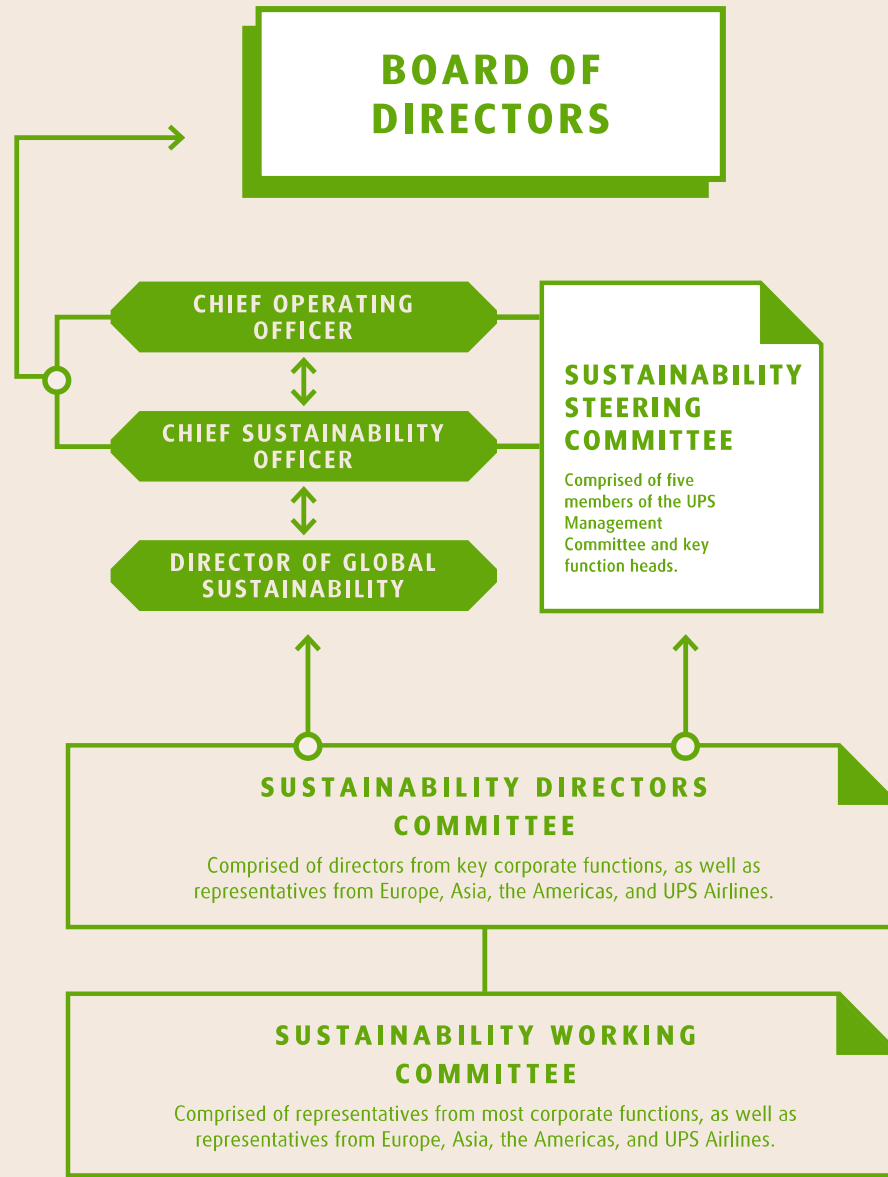 BOARD OF
DIRECTORS
CHIEF OPERATING
OFFICER
CHIEF SUSTAINABILITY
OFFICER
DIRECTOR OF GLOBAL
SUSTAINABILITY
SUSTAINABILITY
STEERING
COMMITTEE
Comprised of five
members of the UPS
Management
Committee and key
function heads.
SUSTAINABILITY DIRECTORS
COMMITTEE
Comprised of directors from key corporate functions, as well as
representatives from Europe, Asia, the Americas, and UPS Airlines.
SUSTAINABILITY WORKING
COMMITTEE
Comprised of representatives from most corporate functions, as well as
representatives from Europe, Asia, the Americas, and UPS Airlines.